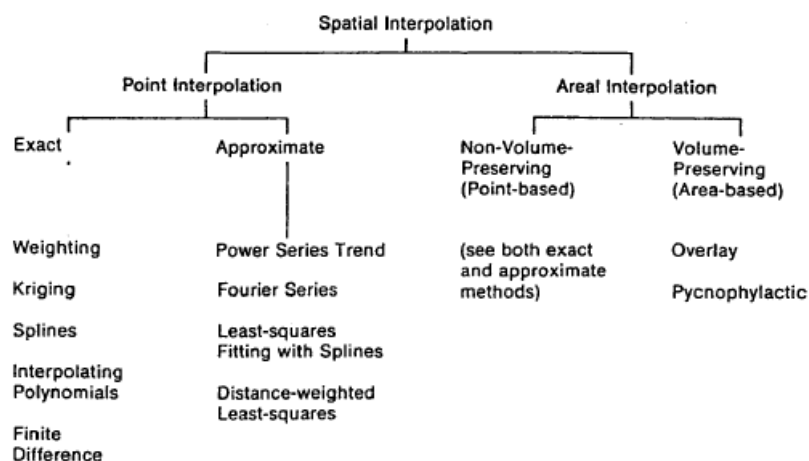 Spatial Interpolation
Point Interpolation
Areal Interpolation
Exact
Approximate
Non-Volume-
Preserving
(Point-based)
Volume-
Preserving
(Area-based)
Weighting
Kriging
Splines
Interpolating
Polynomials
Finite
Difference
Power Series Trend
Fourier Series
Least-squares
Fitting with Splines
Distance-weighted
Least-squares
(see both exact
and approximate
methods)
Overlay
Pycnophylactic